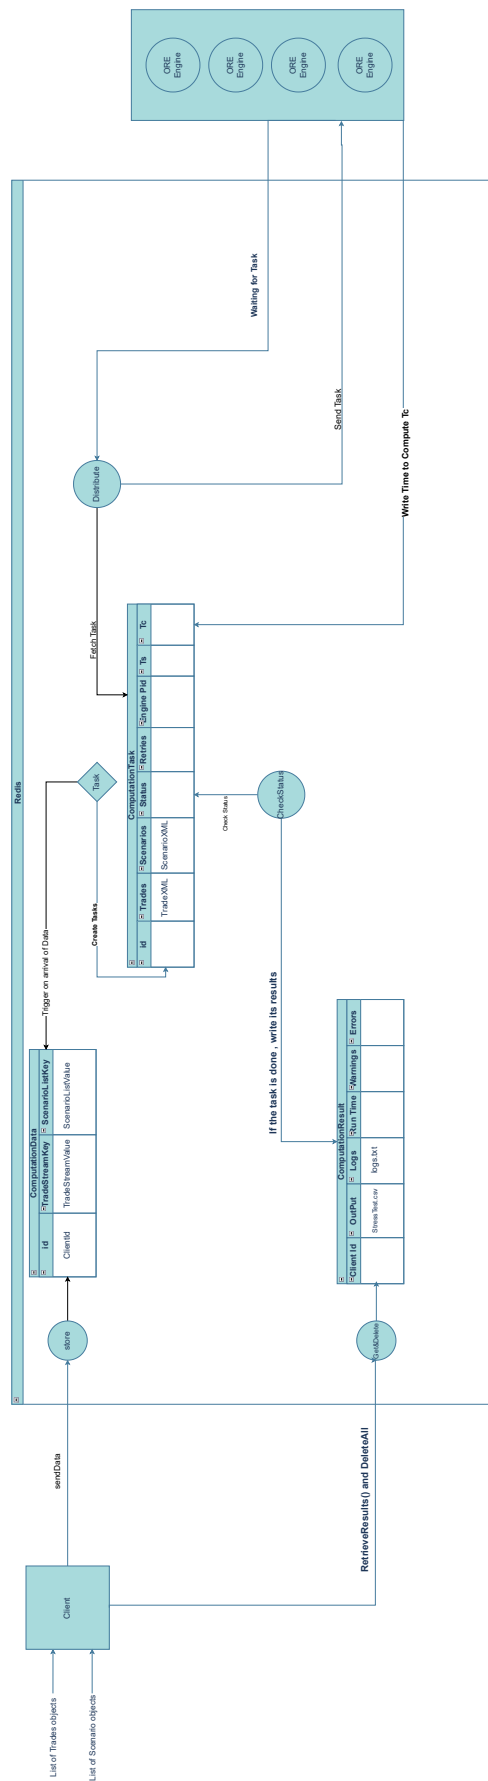 List of Trades objects
List of Scenario objects
Client
sendData
RetrieveResults() and DeleteAll
Redis
store
Get&Delete
ComputationData
id
TradeStreamKey
ScenarioListKey
ClientId
TradeStreamValue
ScenarioListValue
ComputationResult
Client Id
OutPut
Logs
Run Time
Warnings
Errors
StressTest.csv
logs.txt
Trigger on arrival of Data
Create Tasks
Task
If the task is done , write its results
ComputationTask
id
Trades
Scenarios
Status
Retries
Engine Pid
Ts
Tc
TradeXML
ScenarioXML
Check Status
CheckStatus
Fetch Task
Distribute
Waiting for Task
Send Task
Write Time to Compute Tc
ORE
Engine
ORE
Engine
ORE
Engine
ORE
Engine